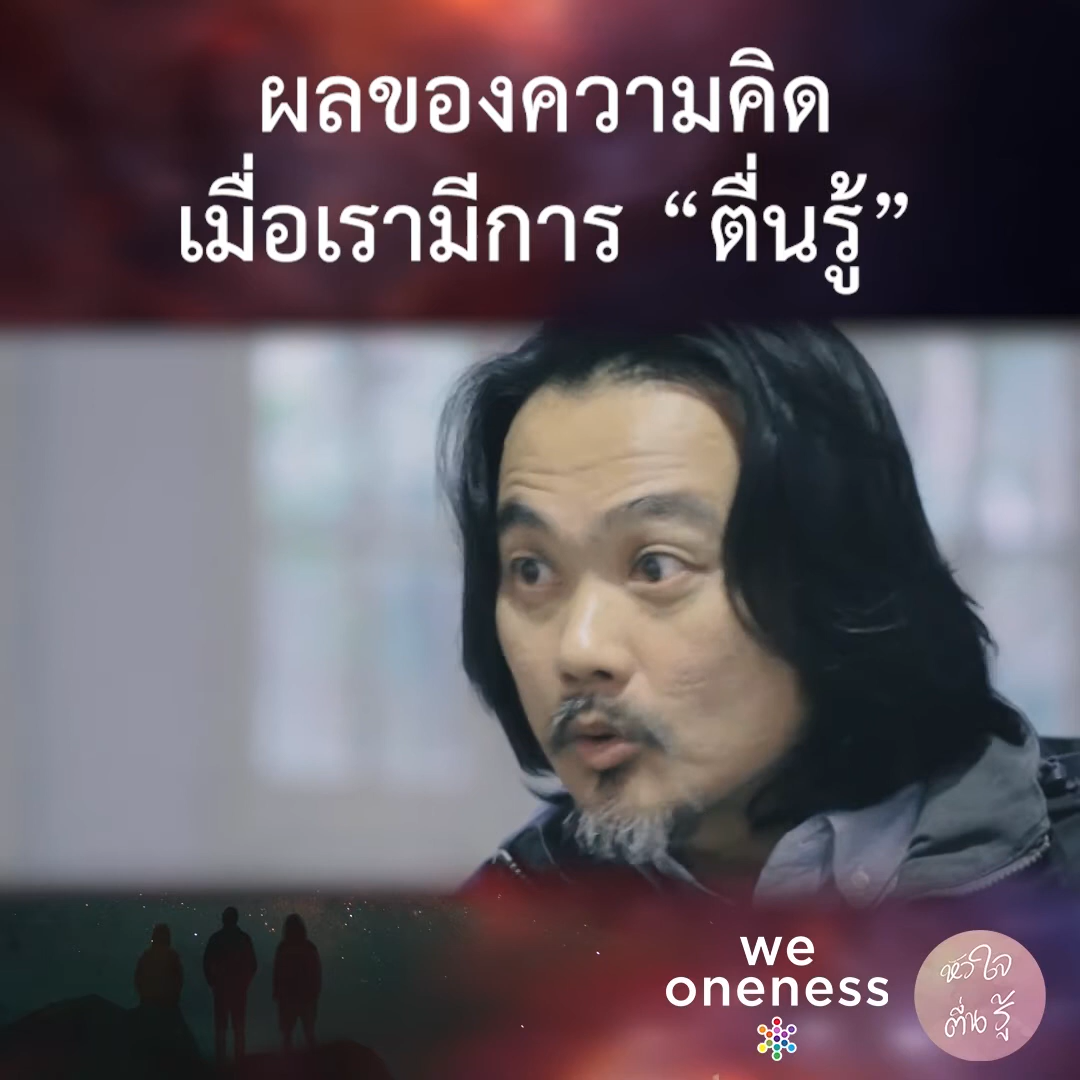 ผลของความคิด
เมื่อเรามีการ “ตื่นรู้”
we
oneness
หัวใจ
ตื่นรู้